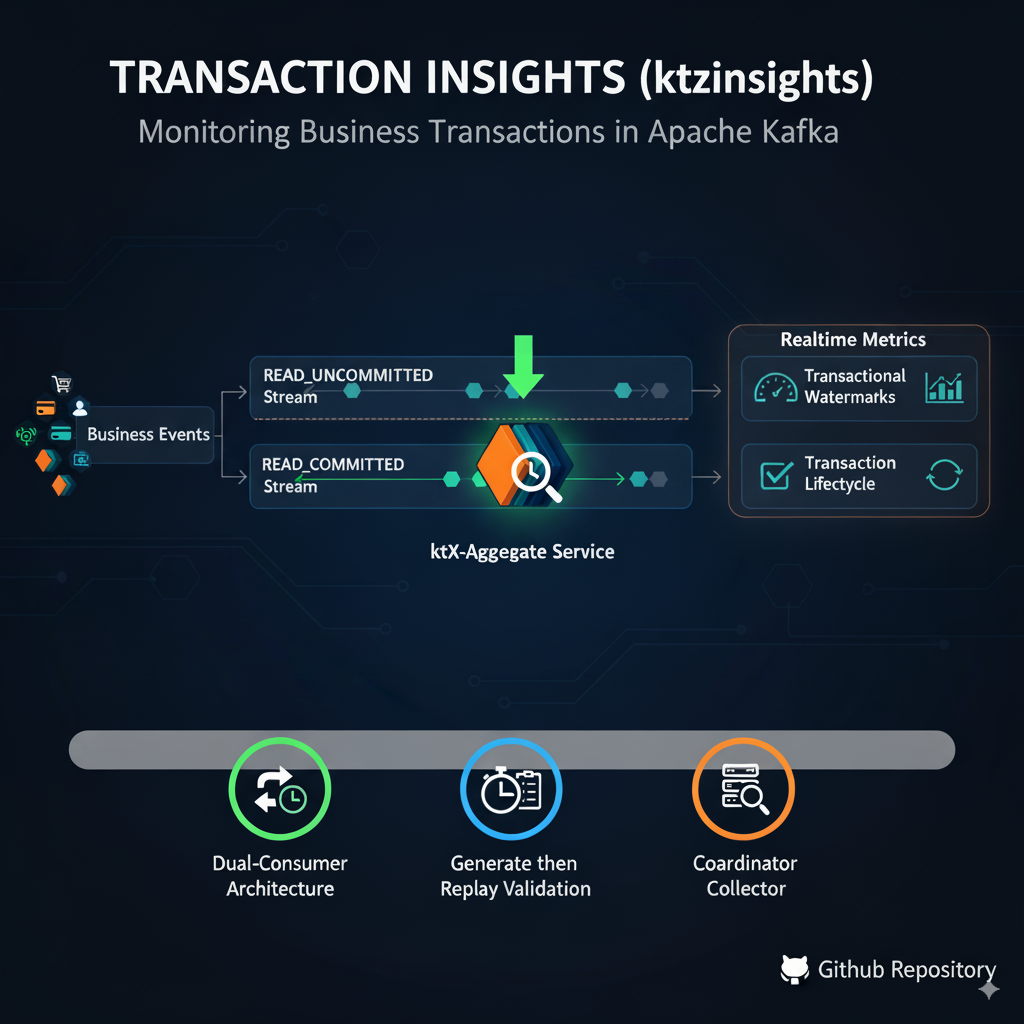 TRANSACTION INSIGHTS (ktzinsights)
Monitoring Business Transactions in Apache Kafka
Business Events
READ_UNCOMMITTED
Stream
READ_COMMITTED
Stream
ktX-Aggegate Service
Realtime Metrics
Transactional
Watermarks
Transaction
Lifecycle
Dual-Consumer
Architecture
Generate then
Replay Validation
Coardinator
Collector
Github Repository